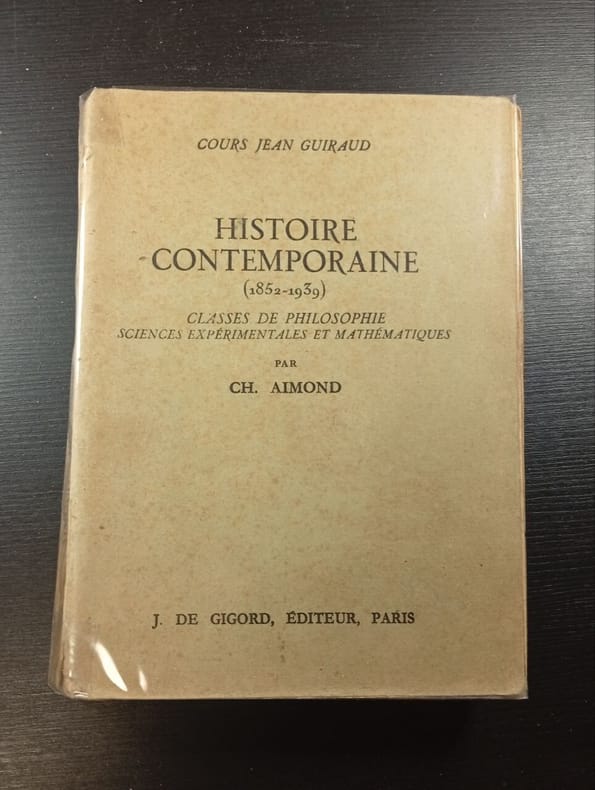 COURS JEAN GUIRAUD
HISTOIRE
CONTEMPORAINE
(1852-1939)
CLASSES DE PHILOSOPHIE
SCIENCES EXPÉRIMENTALES ET MATHÉMATIQUES
PAR
CH. AIMOND
J. DE GIGORD, ÉDITEUR, PARIS